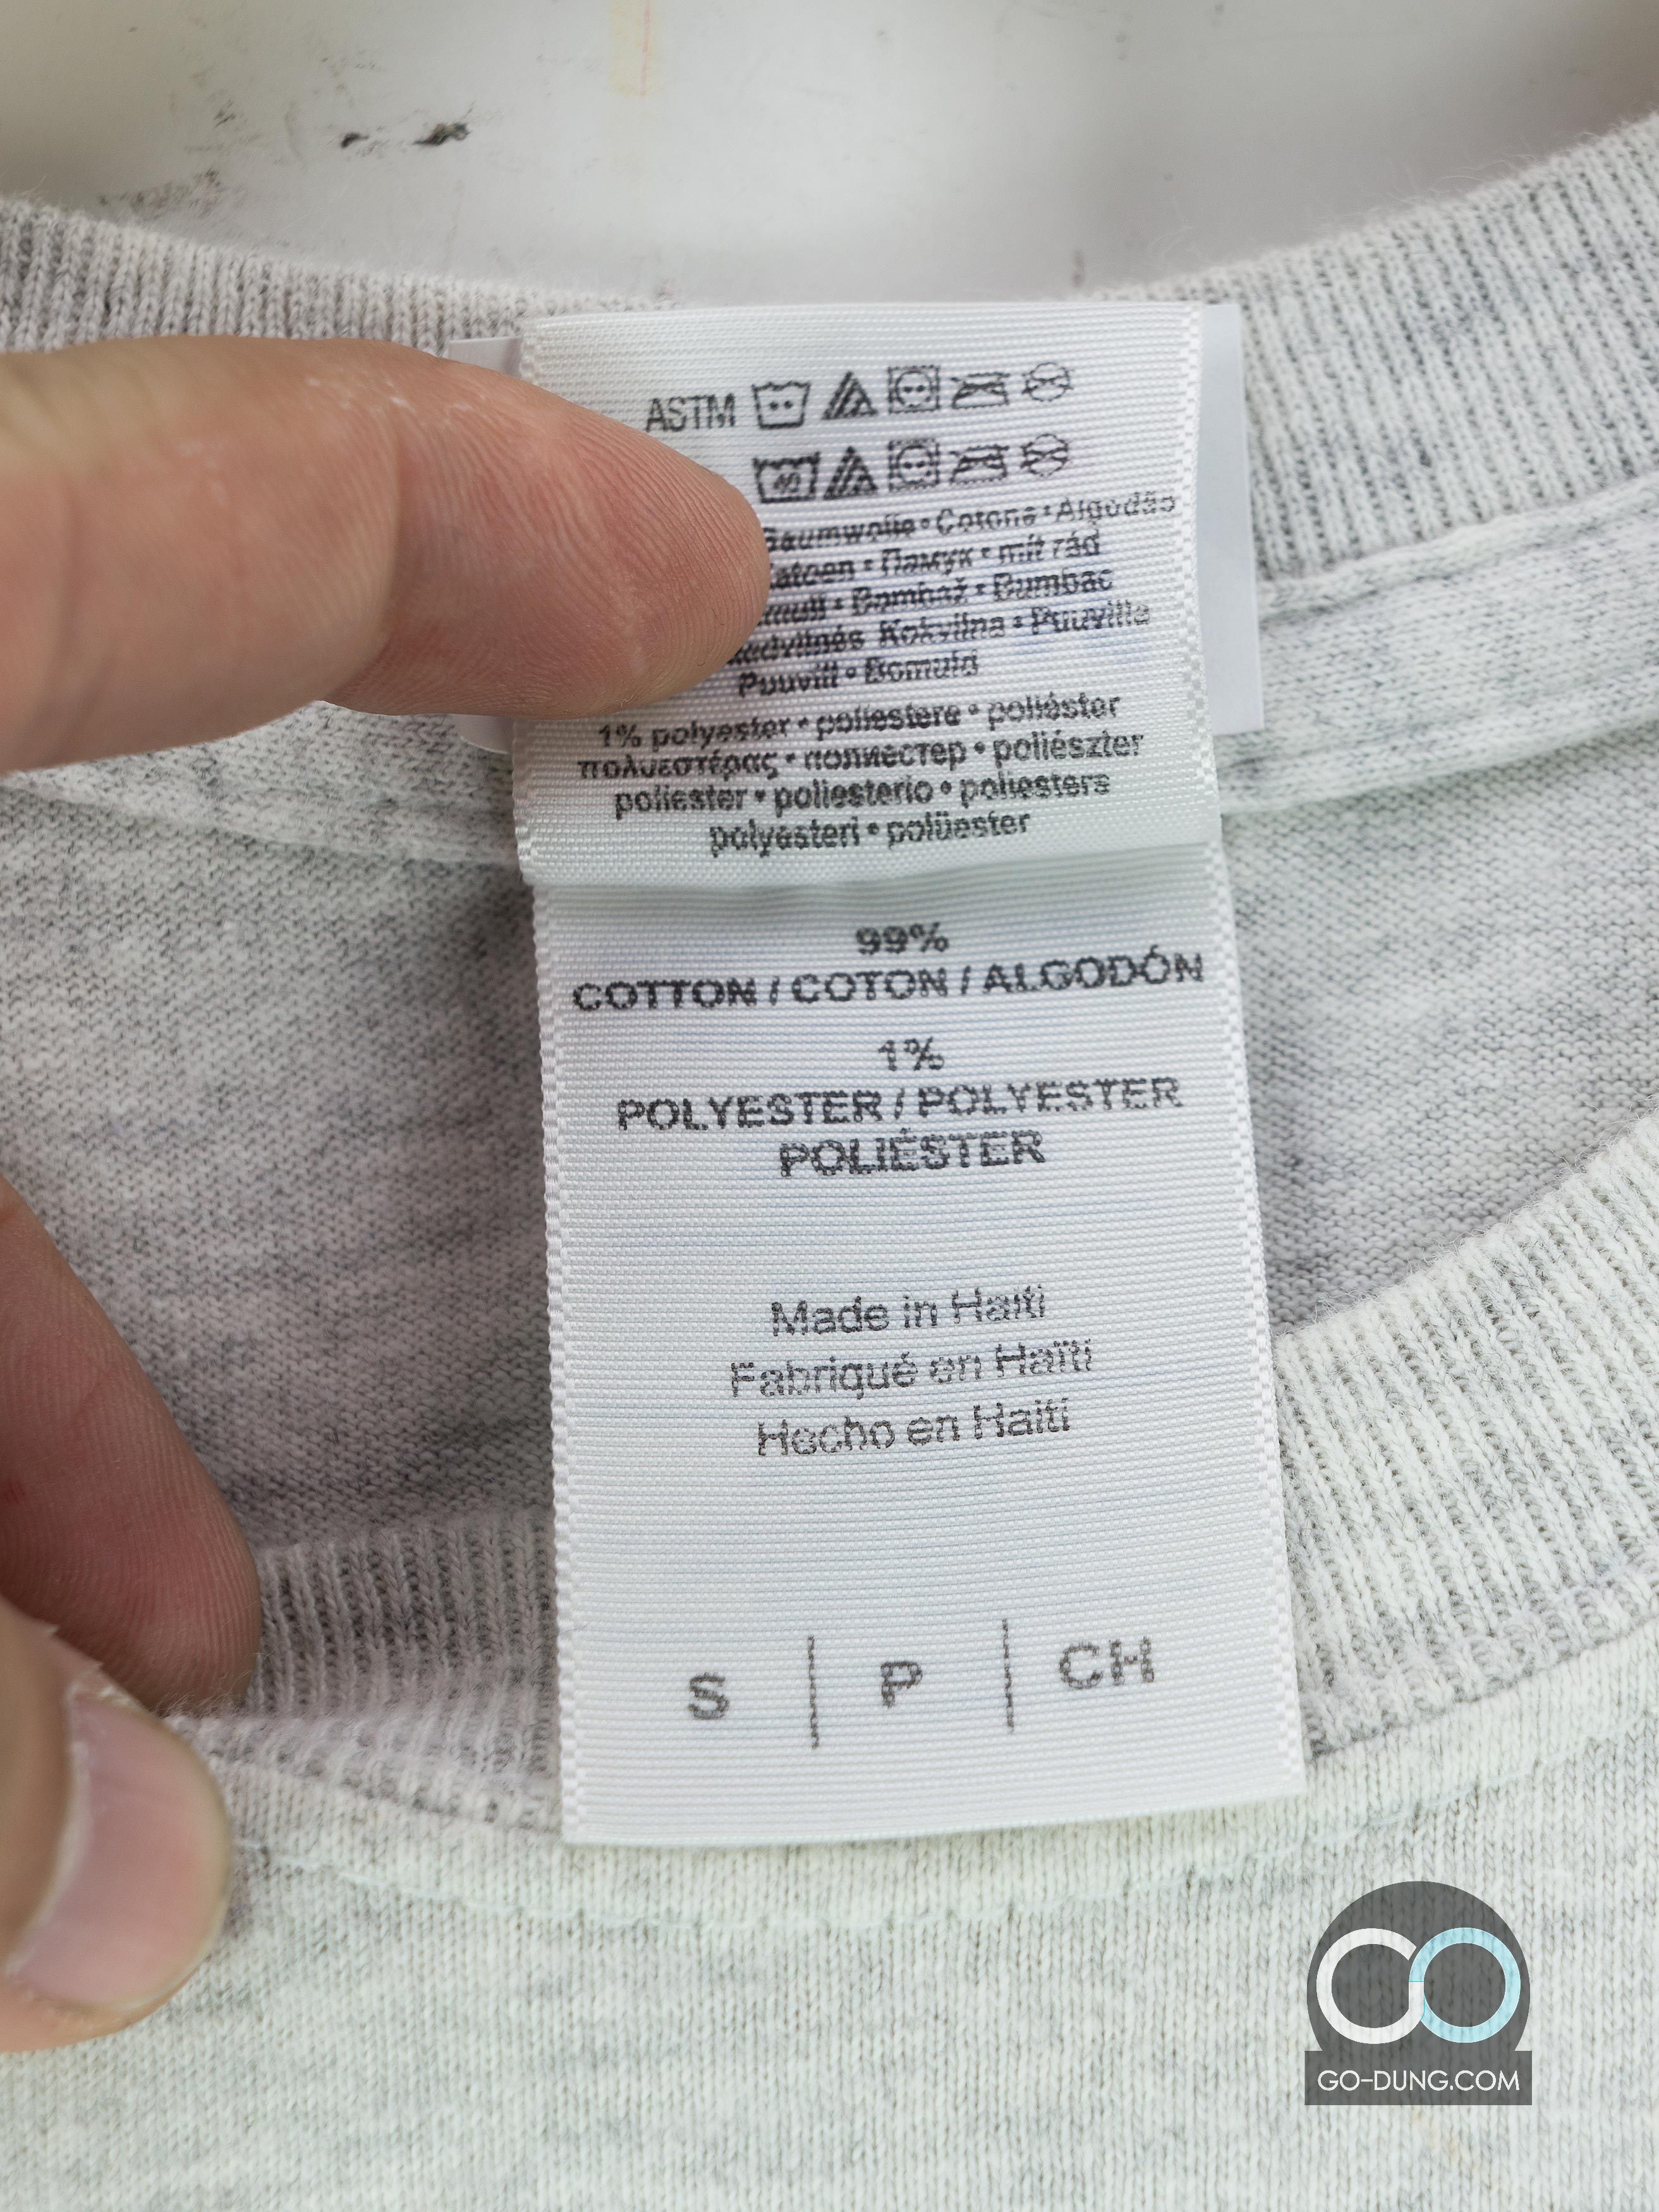 ASTM
40
Baumwolle • Cotone • Algodão
Katoen • Памук • mít rád
• Bombaž • Bumbac
Kokvilna • Puuvilla
Puuvill • Bomuld
1% polyester • poliestere • poliéster
πολυεστέρας • полиестер • poliészter
poliester • poliesterio • poliesters
polyesteri • polüester
99%
COTTON / COTON / ALGODÓN
1%
POLYESTER / POLYESTER
POLIÉSTER
Made in Haiti
Fabriqué en Haïti
Hecho en Haití
S | P | CH
GO-DUNG.COM